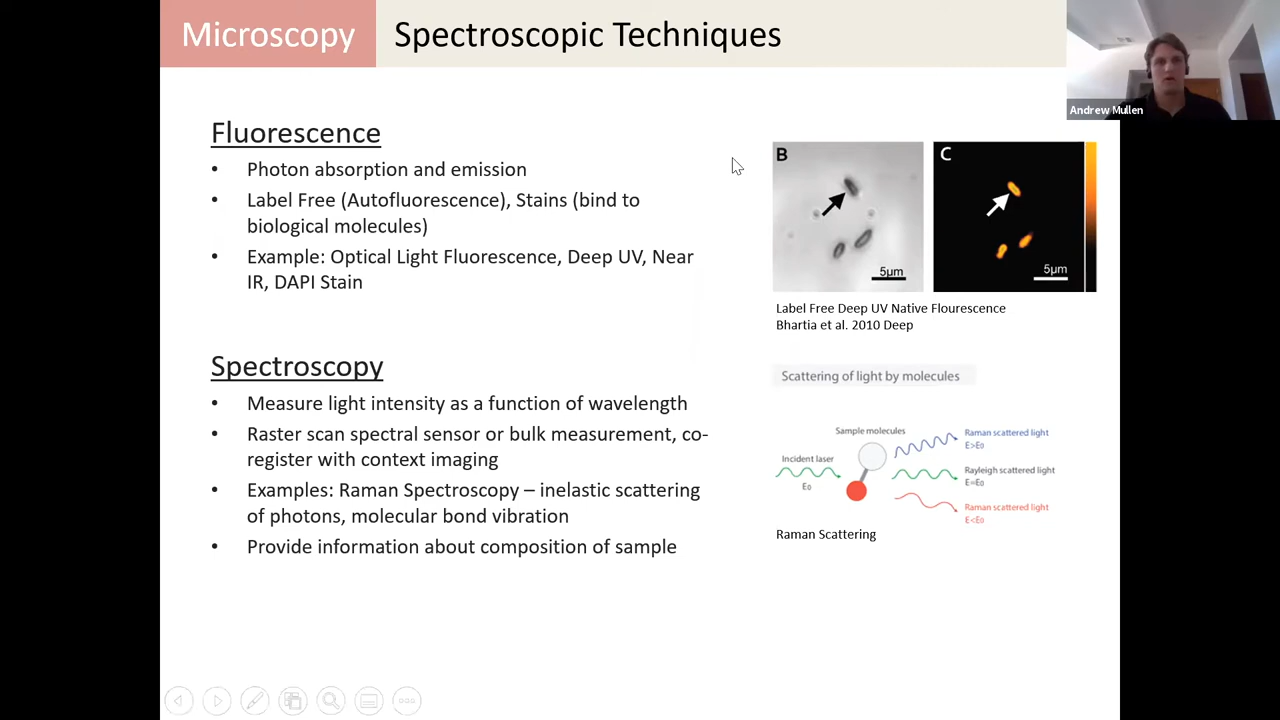 Microscopy
Spectroscopic Techniques
Andrew Mullen
Fluorescence
• Photon absorption and emission
• Label Free (Autofluorescence), Stains (bind to
biological molecules)
• Example: Optical Light Fluorescence, Deep UV, Near
IR, DAPI Stain
B
5µm
C
5µm
Label Free Deep UV Native Flourescence
Bhartia et al. 2010 Deep
Spectroscopy
• Measure light intensity as a function of wavelength
• Raster scan spectral sensor or bulk measurement, co-
register with context imaging
• Examples: Raman Spectroscopy – inelastic scattering
of photons, molecular bond vibration
• Provide information about composition of sample
Scattering of light by molecules
Sample molecules
Incident laser
E₀
Raman scattered light
E>E₀
Rayleigh scattered light
E=E₀
Raman scattered light
E<E₀
Raman Scattering